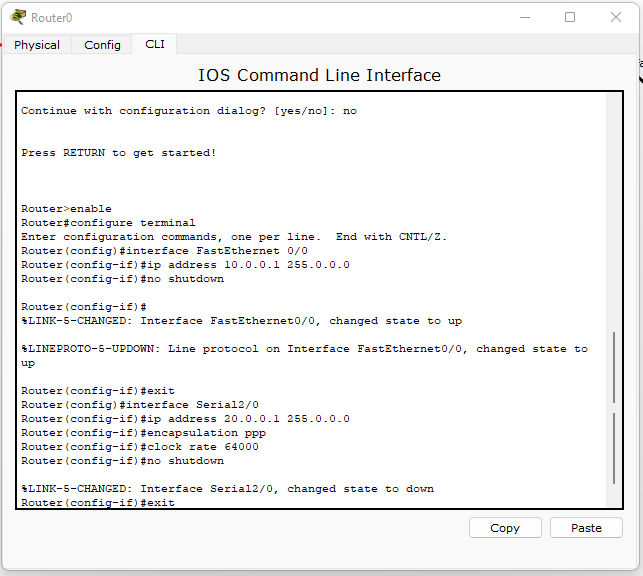 Router0
Physical Config CLI
IOS Command Line Interface
Continue with configuration dialog? [yes/no]: no
Press RETURN to get started!
Router>enable
Router#configure terminal
Enter configuration commands, one per line.  End with CNTL/Z.
Router(config)#interface FastEthernet 0/0
Router(config-if)#ip address 10.0.0.1 255.0.0.0
Router(config-if)#no shutdown
Router(config-if)#
%LINK-5-CHANGED: Interface FastEthernet0/0, changed state to up
%LINEPROTO-5-UPDOWN: Line protocol on Interface FastEthernet0/0, changed state to
up
Router(config-if)#exit
Router(config)#interface Serial2/0
Router(config-if)#ip address 20.0.0.1 255.0.0.0
Router(config-if)#encapsulation ppp
Router(config-if)#clock rate 64000
Router(config-if)#no shutdown
%LINK-5-CHANGED: Interface Serial2/0, changed state to down
Router(config-if)#exit
Copy Paste